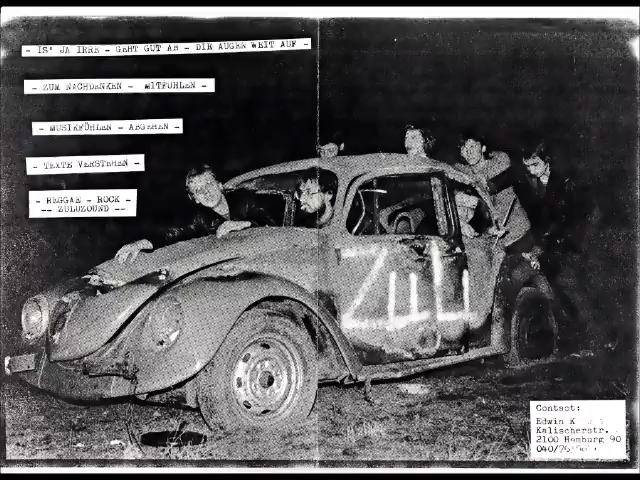 - IS' JA IRRE - GEHT GUT AB - DIE AUGEN WEIT AUF -
- ZUM NACHDENKEN - MITFÜHLEN -
- MUSIKFÜHLEN - ABGEHEN -
- TEXTE VERSTEHEN -
- REGGAE - ROCK -
-- ZULUZOUND --
ZULU
Contact:
Edwin K
Kalischerstr.
2100 Hamburg 90
040/76